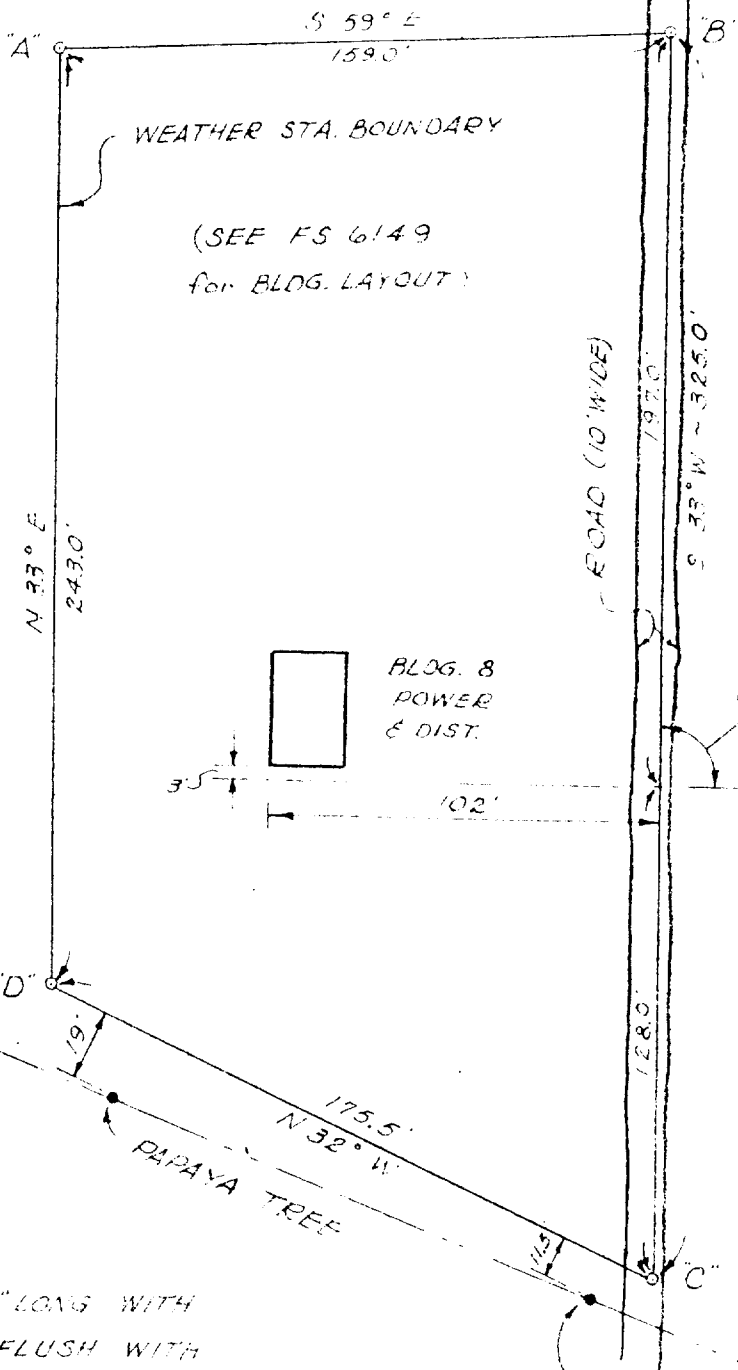 S 59° E
159.0'
"A"
"B"
WEATHER STA. BOUNDARY
(SEE FS 6149
for BLDG. LAYOUT)
ROAD (10' WIDE)
197.0'
S 33° W ~ 325.0'
N 33° E
243.0'
BLDG. 8
POWER
& DIST.
3'
102'
"D"
19'
128.0'
175.5'
N 32° W
PAPAYA TREE
11.5'
"C"
" LONG WITH
FLUSH WITH